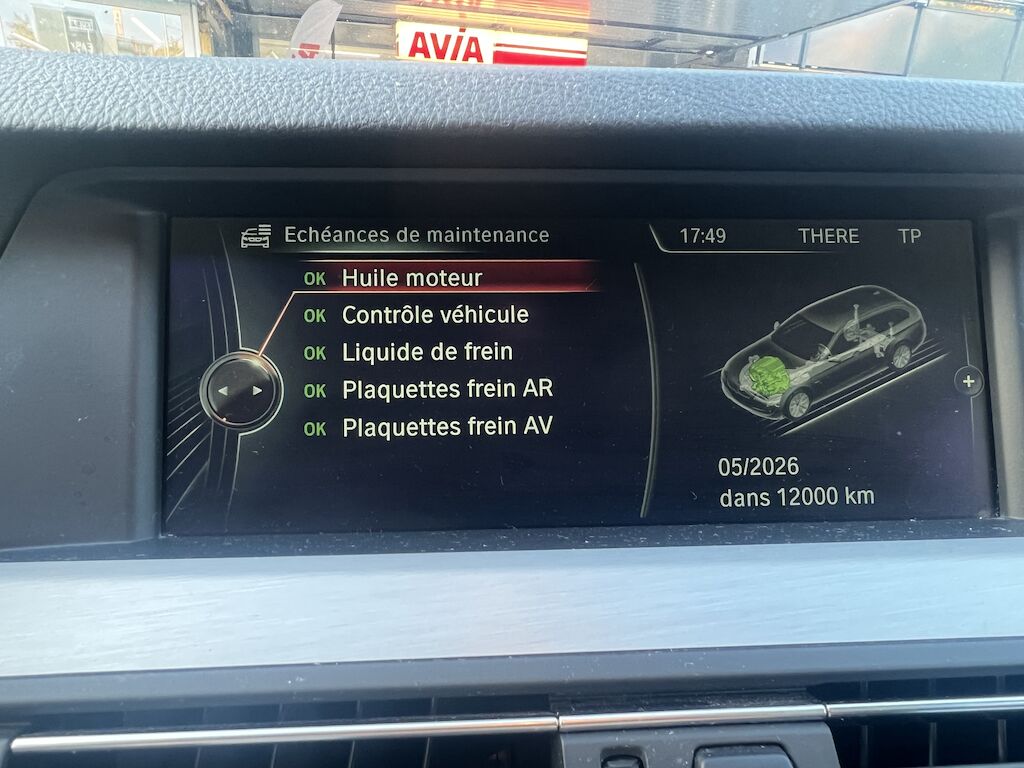 AVIA
Echéances de maintenance
17:49 THERE TP
OK Huile moteur
OK Contrôle véhicule
OK Liquide de frein
OK Plaquettes frein AR
OK Plaquettes frein AV
+
05/2026
dans 12000 km